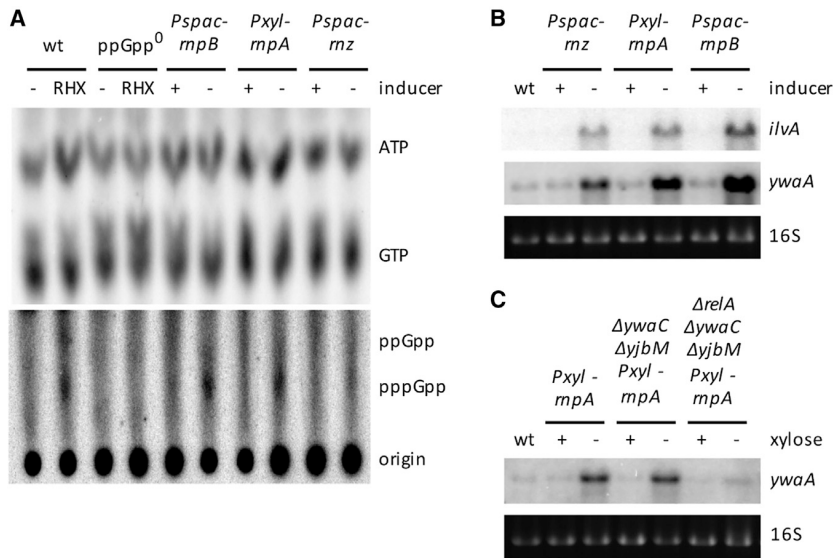 A
wt ppGpp0 Pspac-rnpB Pxyl-rnpA Pspac-rnz
- RHX - RHX + - + - + - inducer
ATP
GTP
ppGpp
pppGpp
origin
B
Pspac-rnz Pxyl-rnpA Pspac-rnpB
wt + - + - + - inducer
ilvA
ywaA
16S
C
Pxyl - rnpA ΔywaC ΔyjbM Pxyl - rnpA ΔrelA ΔywaC ΔyjbM Pxyl - rnpA
wt + - + - + - xylose
ywaA
16S